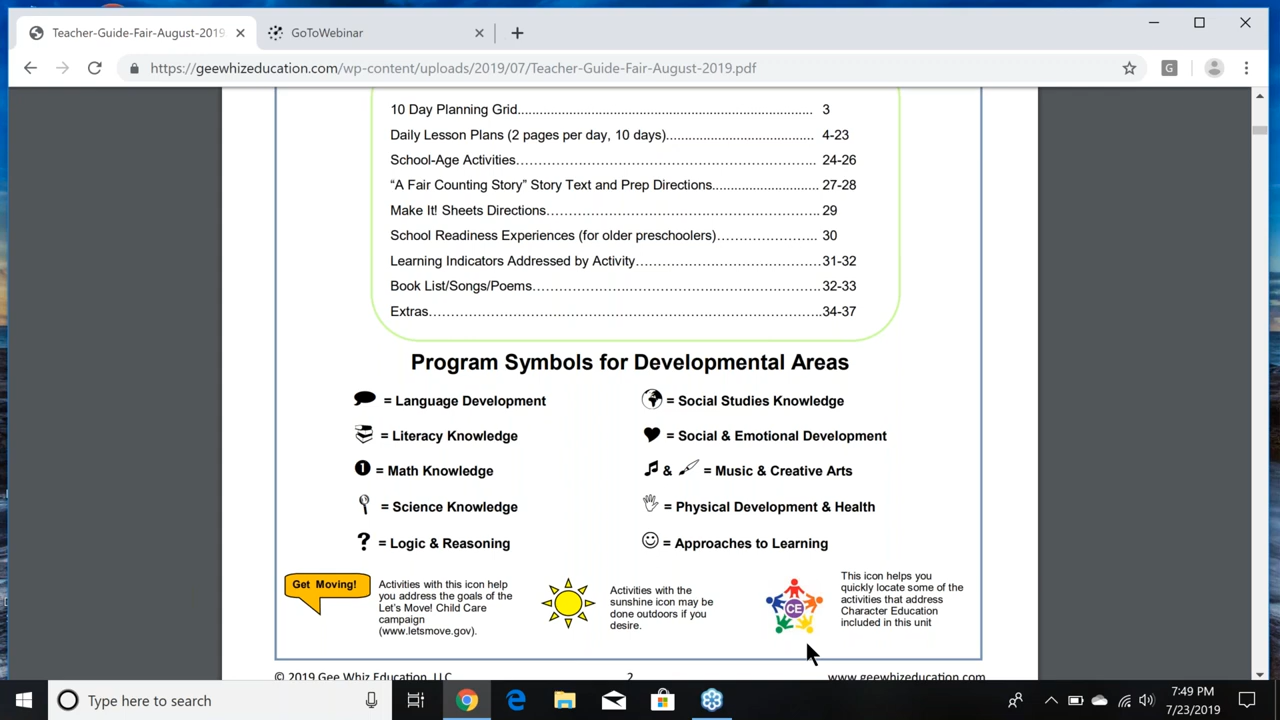 Teacher-Guide-Fair-August-2019
GoToWebinar
https://geewhizeducation.com/wp-content/uploads/2019/07/Teacher-Guide-Fair-August-2019.pdf
G
10 Day Planning Grid.......................................................................... 3
Daily Lesson Plans (2 pages per day, 10 days)..................................... 4-23
School-Age Activities……………………………………………………….. 24-26
“A Fair Counting Story” Story Text and Prep Directions.......................... 27-28
Make It! Sheets Directions………………………………………………….. 29
School Readiness Experiences (for older preschoolers)………………….. 30
Learning Indicators Addressed by Activity…………………………………31-32
Book List/Songs/Poems……………………………………………………..32-33
Extras………………………………………………………………………..34-37
Program Symbols for Developmental Areas
= Language Development
= Social Studies Knowledge
= Literacy Knowledge
= Social & Emotional Development
1 = Math Knowledge
& = Music & Creative Arts
= Science Knowledge
= Physical Development & Health
? = Logic & Reasoning
= Approaches to Learning
Get Moving!
Activities with this icon help
you address the goals of the
Let’s Move! Child Care
campaign
(www.letsmove.gov).
Activities with the
sunshine icon may be
done outdoors if you
desire.
CE
This icon helps you
quickly locate some of the
activities that address
Character Education
included in this unit
© 2019 Gee Whiz Education, LLC 2 www.geewhizeducation.com
Type here to search
7:49 PM
7/23/2019